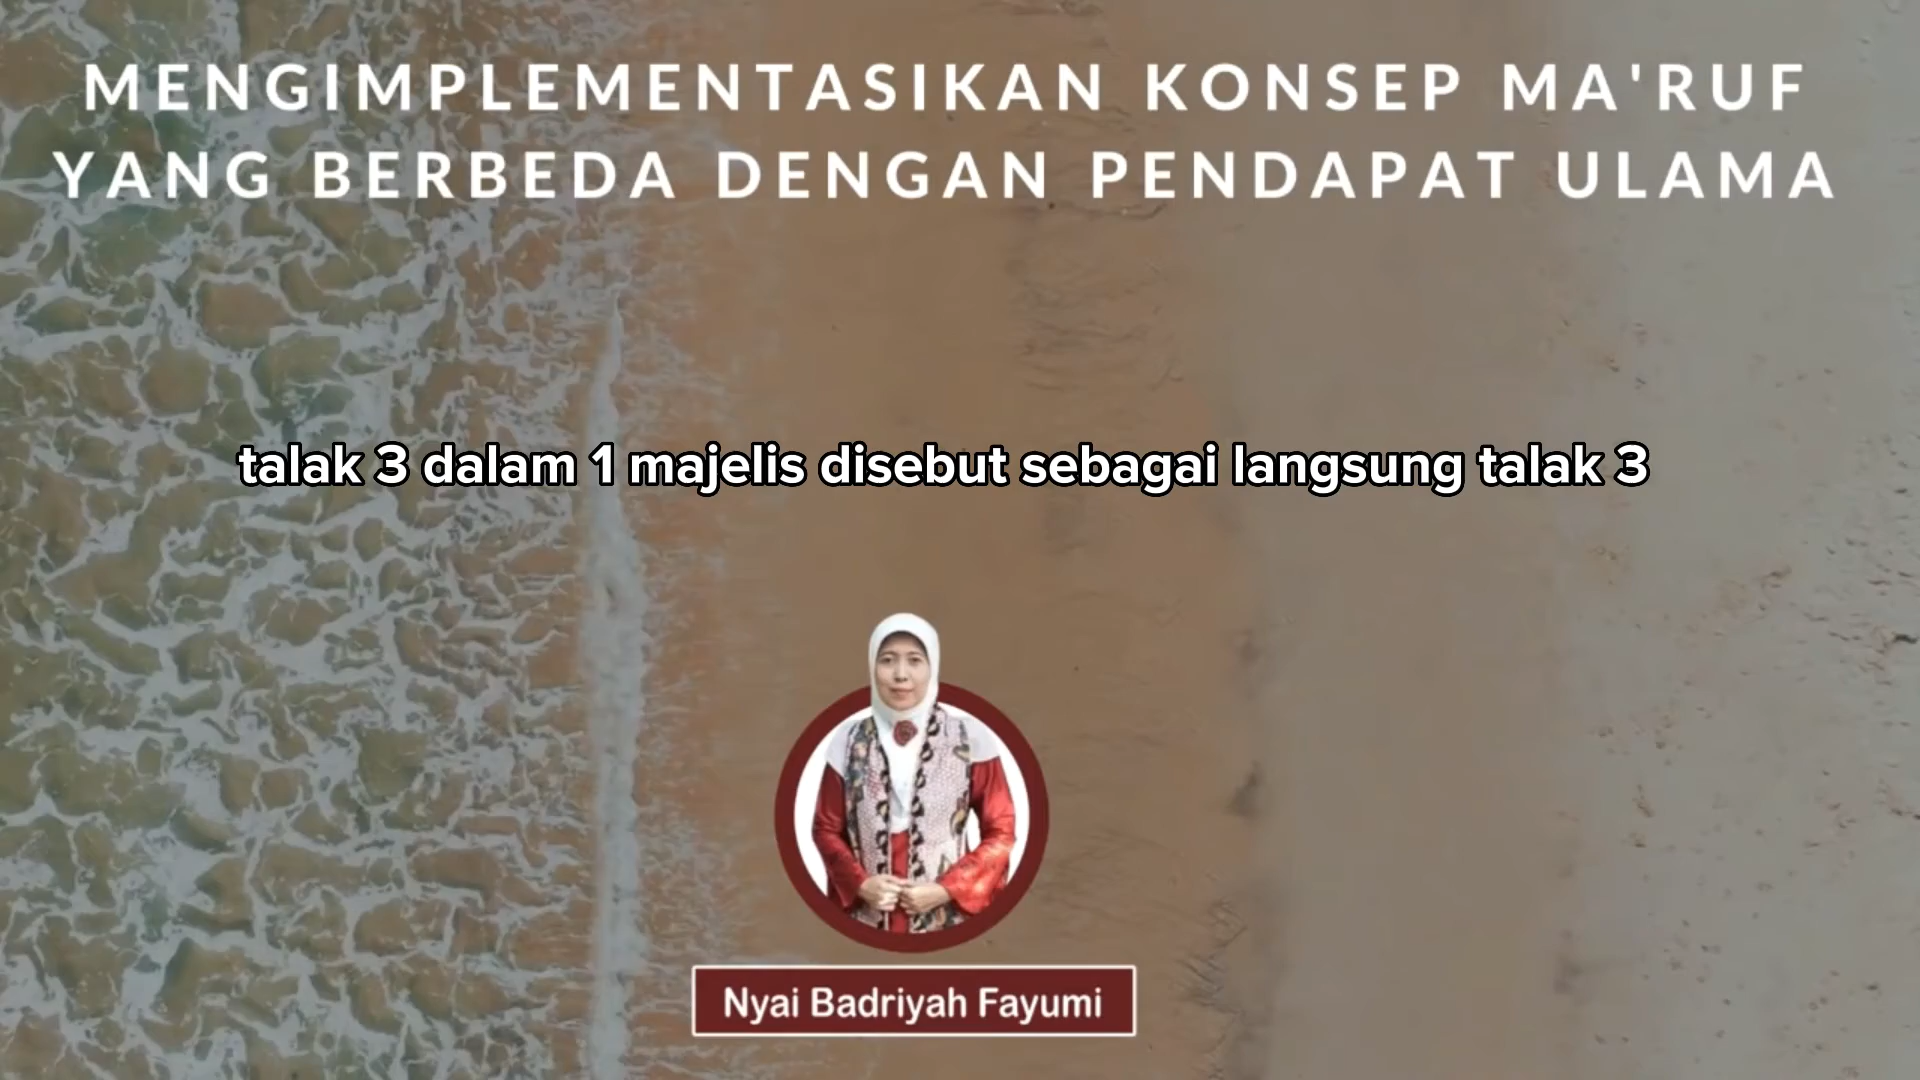 MENGIMPLEMENTASIKAN KONSEP MA'RUF
YANG BERBEDA DENGAN PENDAPAT ULAMA
talak 3 dalam 1 majelis disebut sebagai langsung talak 3
Nyai Badriyah Fayumi